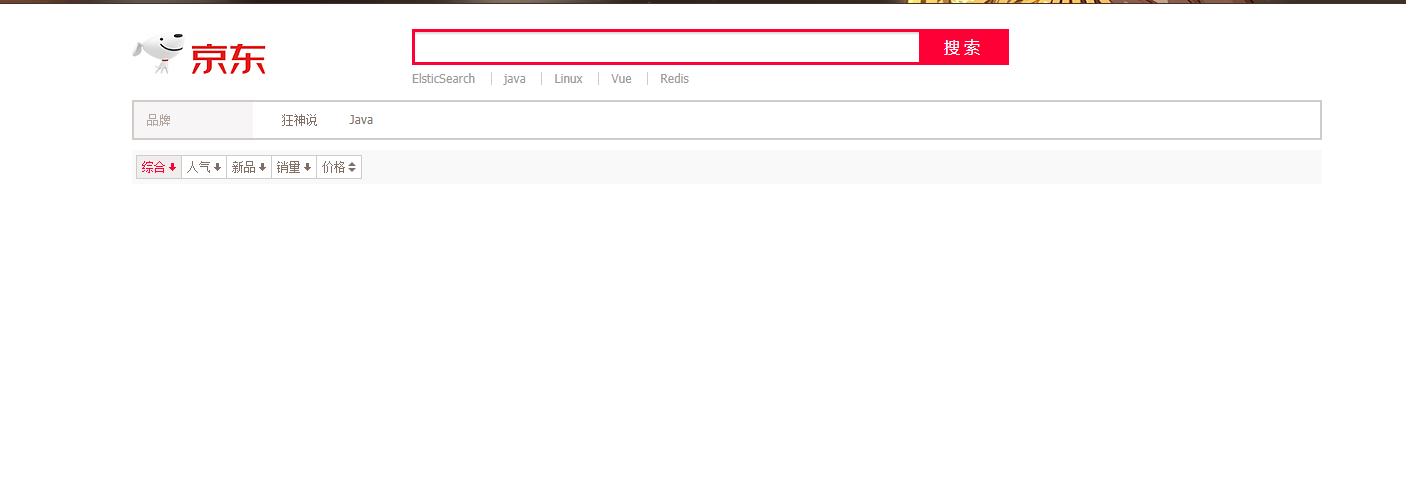 京东
搜索
ElsticSearch java Linux Vue Redis
品牌 狂神说 Java
综合 人气 新品 销量 价格